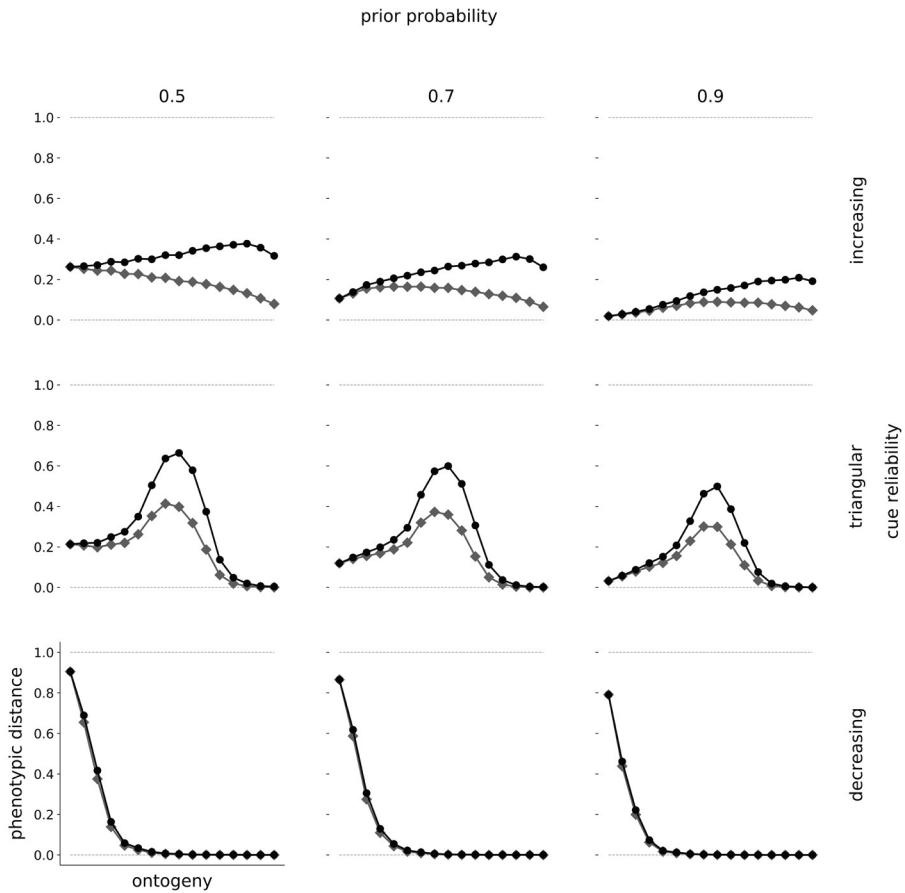 prior probability
0.5 0.7 0.9
1.0
0.8
0.6
0.4
0.2
0.0
increasing
1.0
0.8
0.6
0.4
0.2
0.0
triangular
cue reliability
1.0
0.8
0.6
0.4
0.2
0.0
phenotypic distance
decreasing
ontogeny